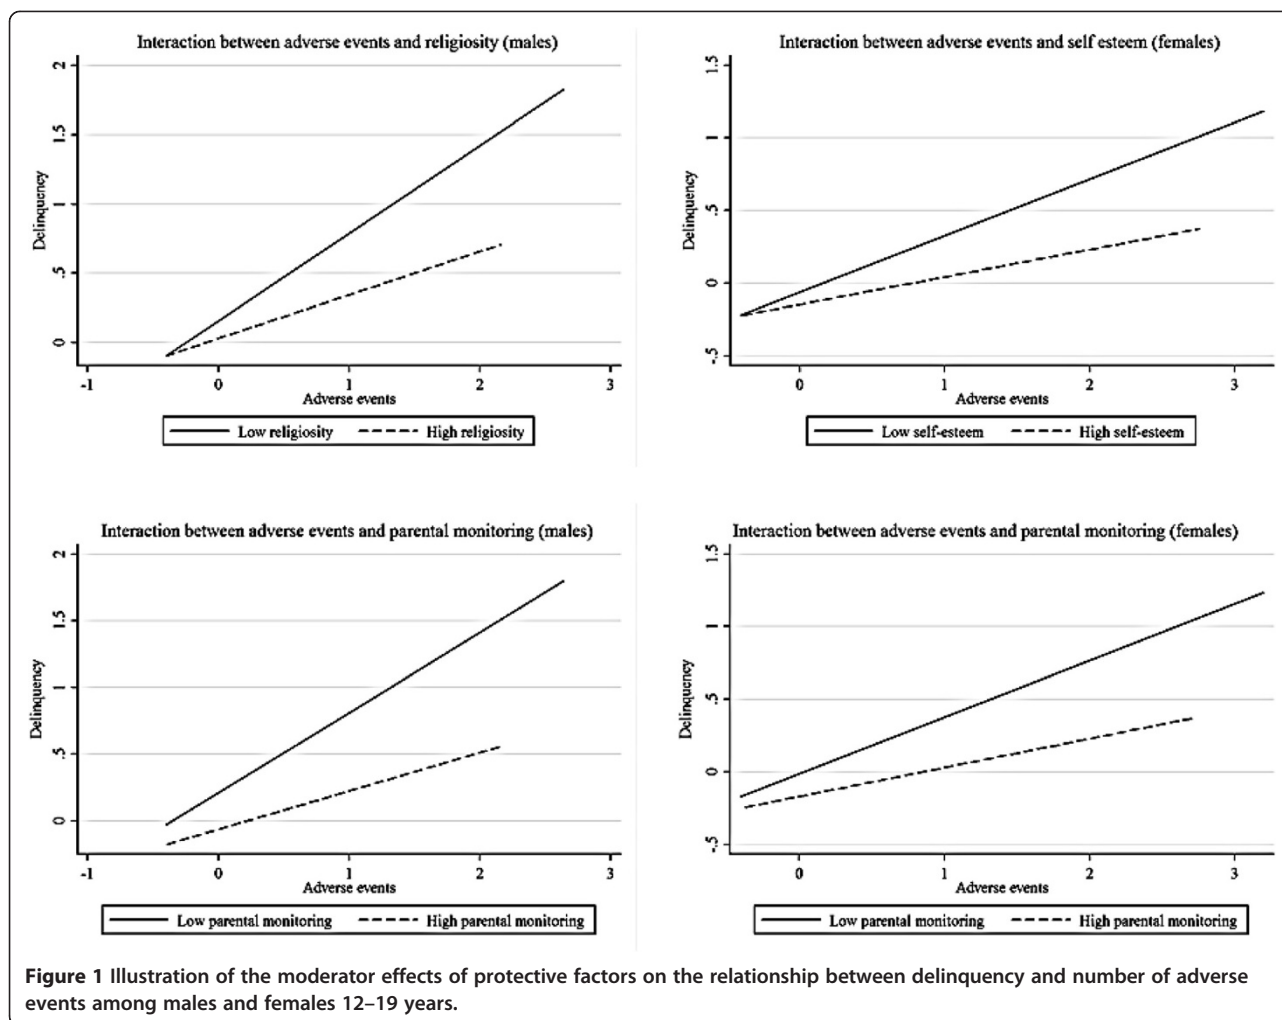 Interaction between adverse events and religiosity (males)
Delinquency
2
1.5
1
.5
0
-1
0
1
2
3
Adverse events
Low religiosity
High religiosity
Interaction between adverse events and self esteem (females)
Delinquency
1.5
1
.5
0
-.5
0
1
2
3
Adverse events
Low self-esteem
High self-esteem
Interaction between adverse events and parental monitoring (males)
Delinquency
2
1.5
1
.5
0
-1
0
1
2
3
Adverse events
Low parental monitoring
High parental monitoring
Interaction between adverse events and parental monitoring (females)
Delinquency
1.5
1
.5
0
-.5
0
1
2
3
Adverse events
Low parental monitoring
High parental monitoring
Figure 1 Illustration of the moderator effects of protective factors on the relationship between delinquency and number of adverse
events among males and females 12–19 years.